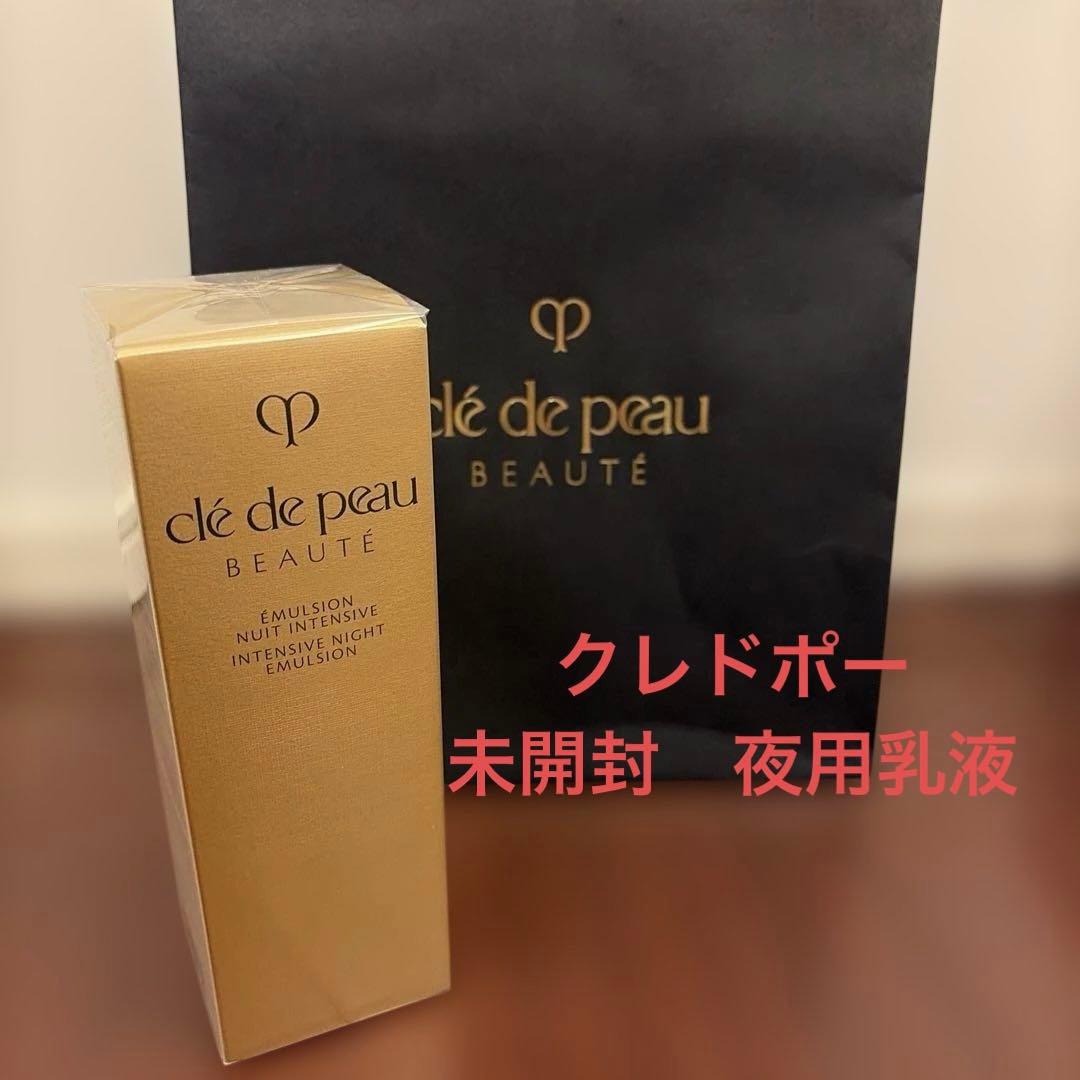 clé de peau
BEAUTÉ
ÉMULSION
NUIT INTENSIVE
INTENSIVE NIGHT
EMULSION
clé de peau
BEAUTÉ
クレドポー
未開封　夜用乳液